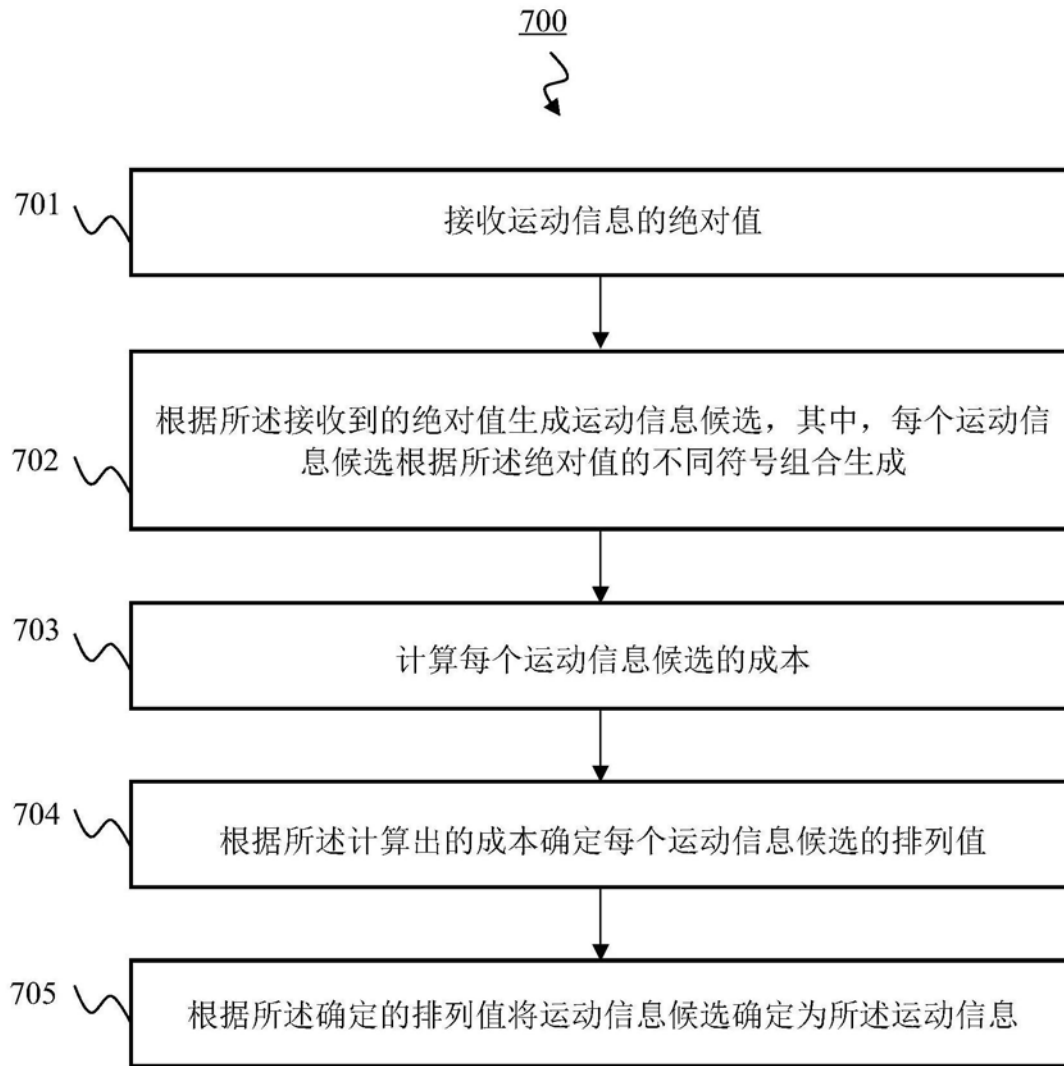 700
701
接收运动信息的绝对值
702
根据所述接收到的绝对值生成运动信息候选，其中，每个运动信
息候选根据所述绝对值的不同符号组合生成
703
计算每个运动信息候选的成本
704
根据所述计算出的成本确定每个运动信息候选的排列值
705
根据所述确定的排列值将运动信息候选确定为所述运动信息